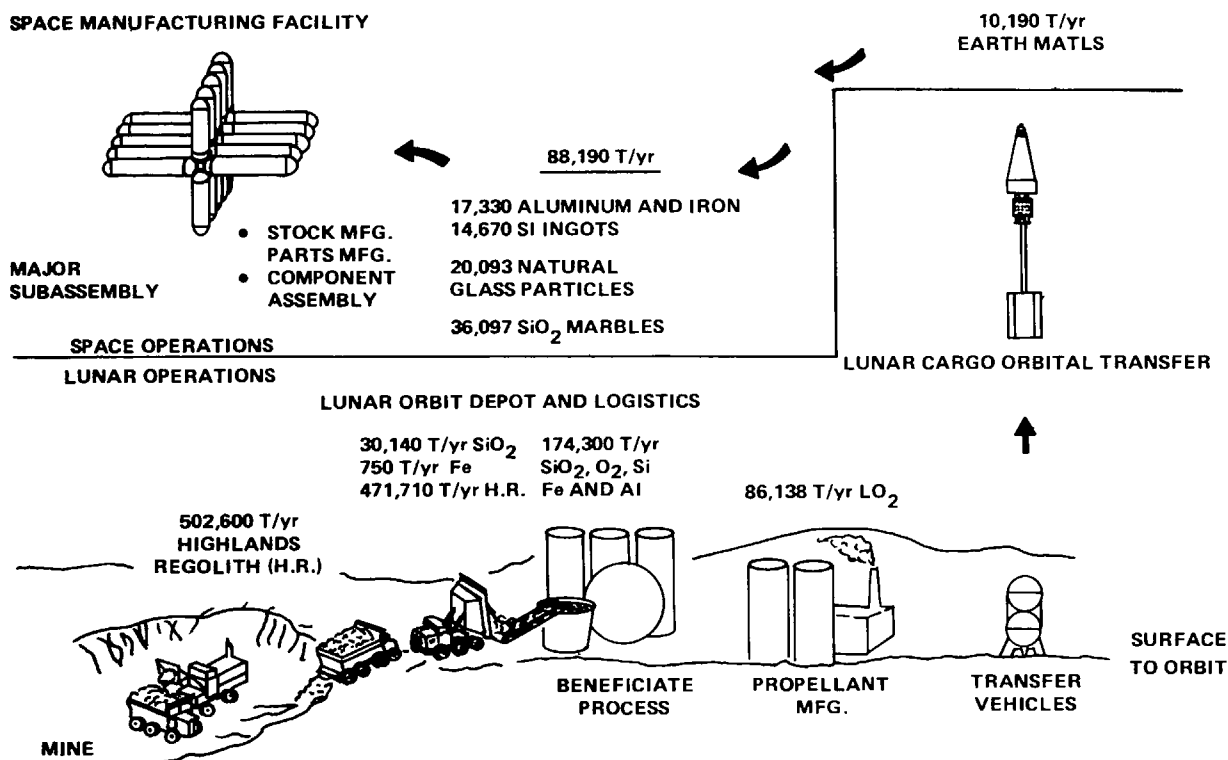 SPACE MANUFACTURING FACILITY
10,190 T/yr
EARTH MATLS
88,190 T/yr
17,330 ALUMINUM AND IRON
14,670 SI INGOTS
20,093 NATURAL
GLASS PARTICLES
36,097 SiO₂ MARBLES
• STOCK MFG.
PARTS MFG.
• COMPONENT
ASSEMBLY
MAJOR
SUBASSEMBLY
SPACE OPERATIONS
LUNAR OPERATIONS
LUNAR CARGO ORBITAL TRANSFER
LUNAR ORBIT DEPOT AND LOGISTICS
30,140 T/yr SiO₂
750 T/yr Fe
471,710 T/yr H.R.
174,300 T/yr
SiO₂, O₂, Si
Fe AND Al
86,138 T/yr LO₂
502,600 T/yr
HIGHLANDS
REGOLITH (H.R.)
MINE
BENEFICIATE
PROCESS
PROPELLANT
MFG.
TRANSFER
VEHICLES
SURFACE
TO ORBIT